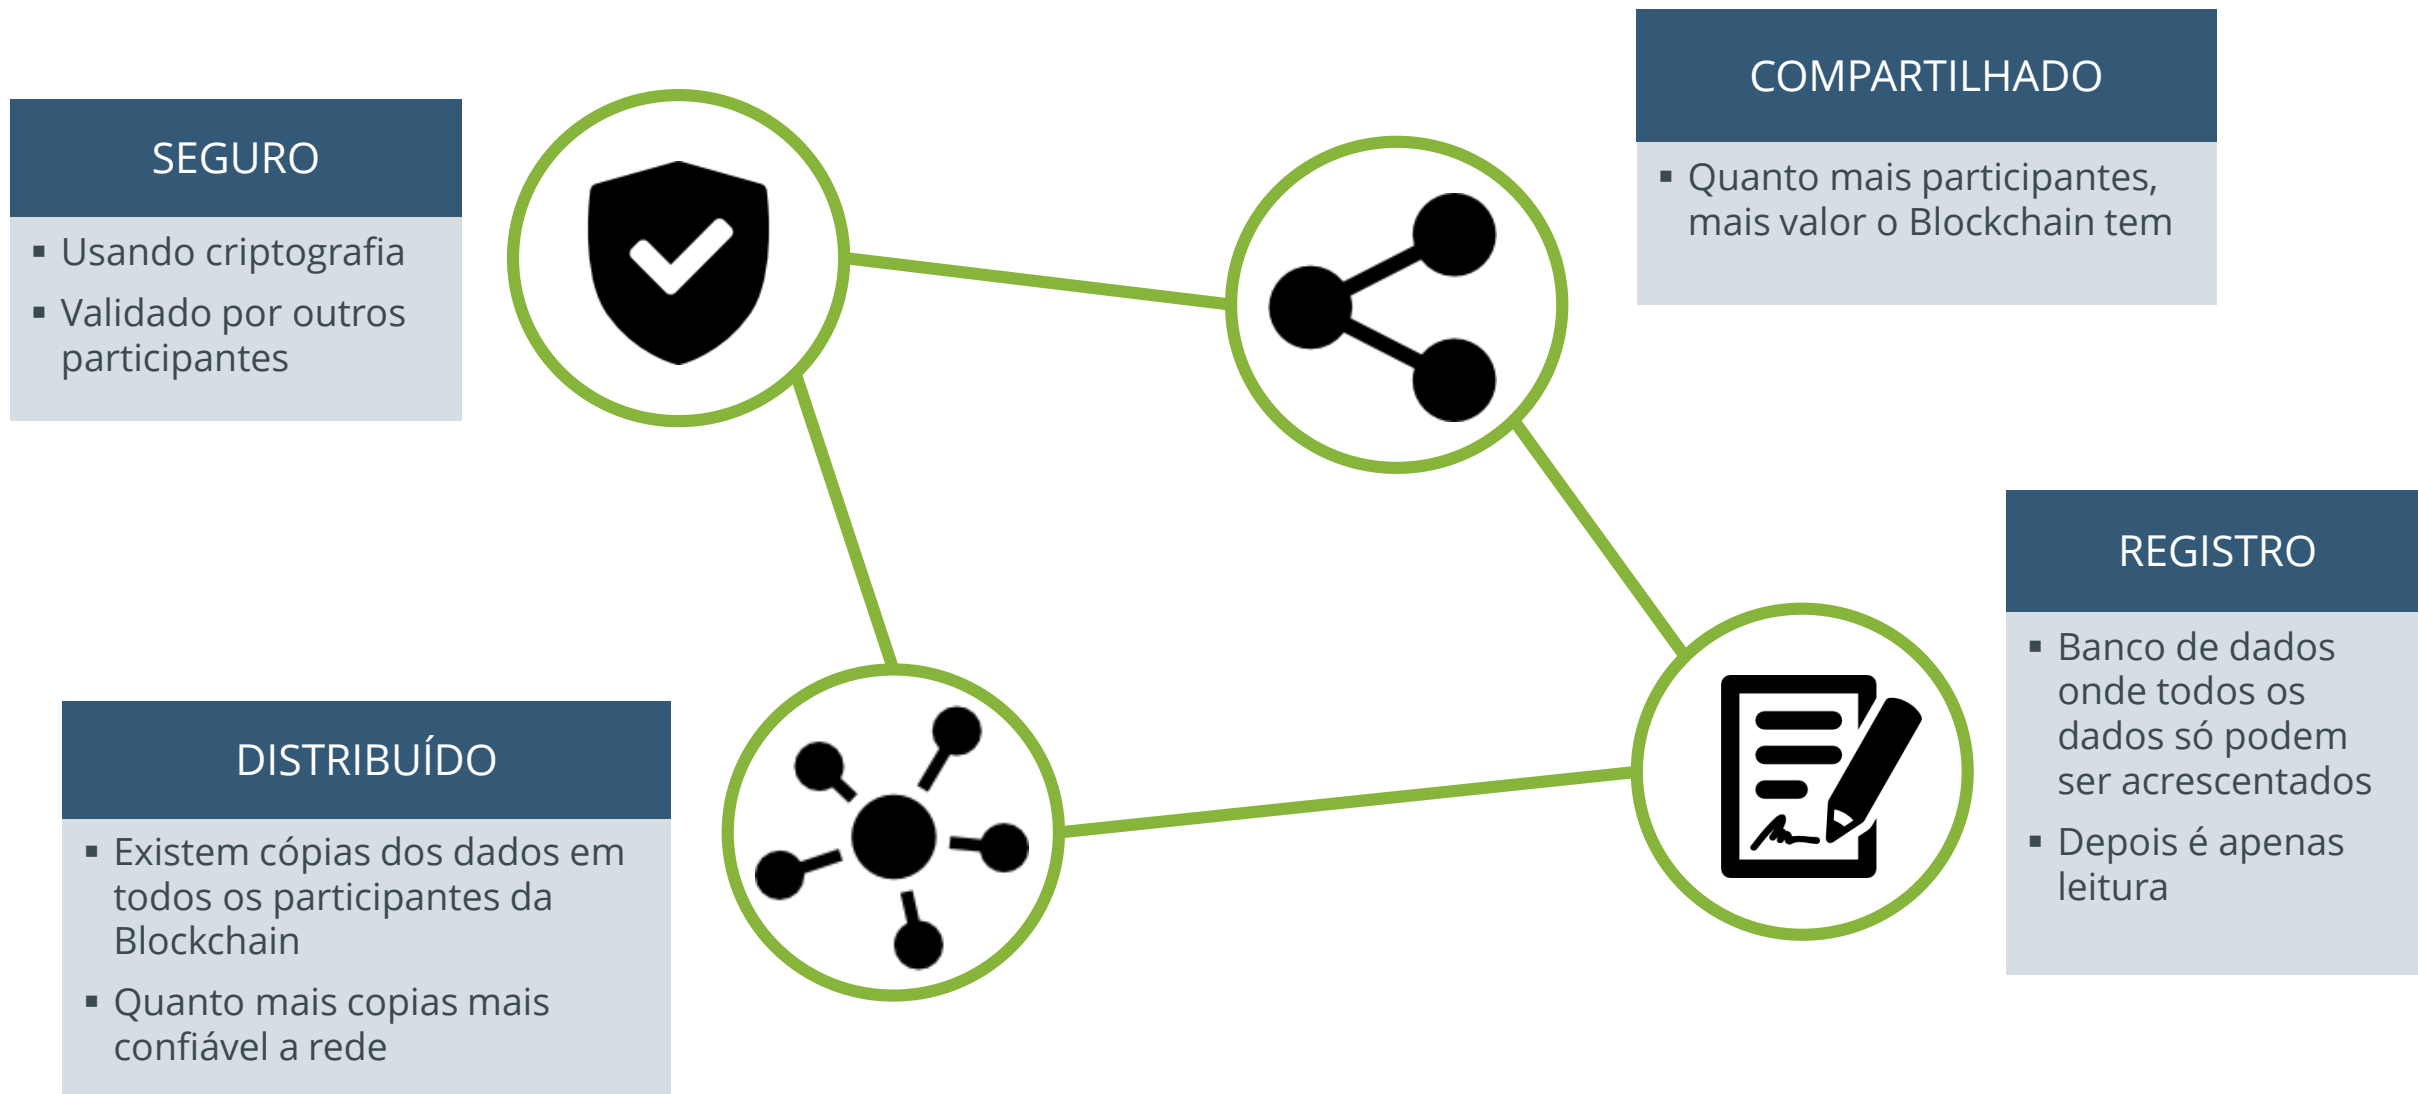 SEGURO
▪ Usando criptografia
▪ Validado por outros
participantes
COMPARTILHADO
▪ Quanto mais participantes,
mais valor o Blockchain tem
REGISTRO
▪ Banco de dados
onde todos os
dados só podem
ser acrescentados
▪ Depois é apenas
leitura
DISTRIBUÍDO
▪ Existem cópias dos dados em
todos os participantes da
Blockchain
▪ Quanto mais copias mais
confiável a rede